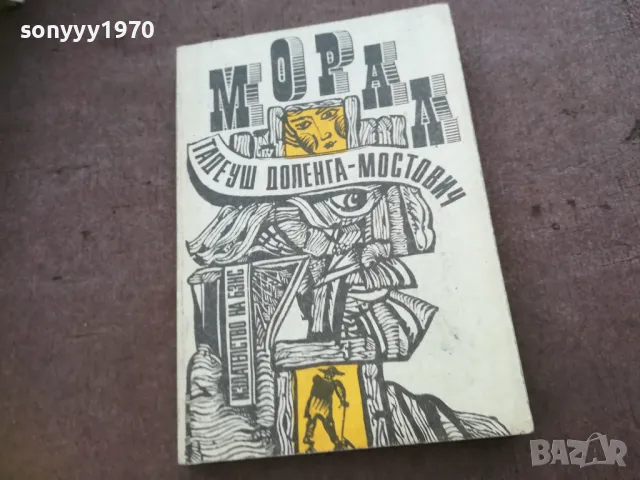 sonyyy1970
МОРАЛ
ТАДЕУШ ДОЛЕНГА-МОСТОВИЧ
ИЗДАТЕЛСТВО НА БЗНС
BAZAR